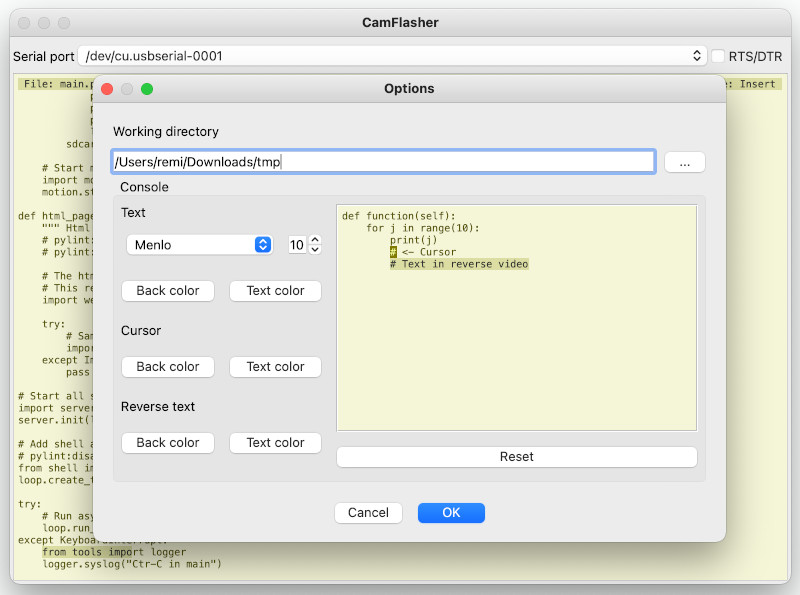 CamFlasher
Serial port /dev/cu.usbserial-0001 RTS/DTR
File: main.p : Insert
Options
Working directory
/Users/remi/Downloads/tmp ...
Console
Text
Menlo 10
Back color Text color
Cursor
Back color Text color
Reverse text
Back color Text color
def function(self):
for j in range(10):
print(j)
# <- Cursor
# Text in reverse video
Reset
Cancel OK
sdcar
# Start m
import mo
motion.st
def html_page
""" Html
# pylint:
# pylint:
# The htm
# This re
import we
try:
# Sam
impor
except Im
pass
# Start all s
import server
server.init(l
# Add shell a
# pylint:disa
from shell im
loop.create_t
try:
# Run asy
loop.run_
except KeyboardInterrupt:
from tools import logger
logger.syslog("Ctr-C in main")